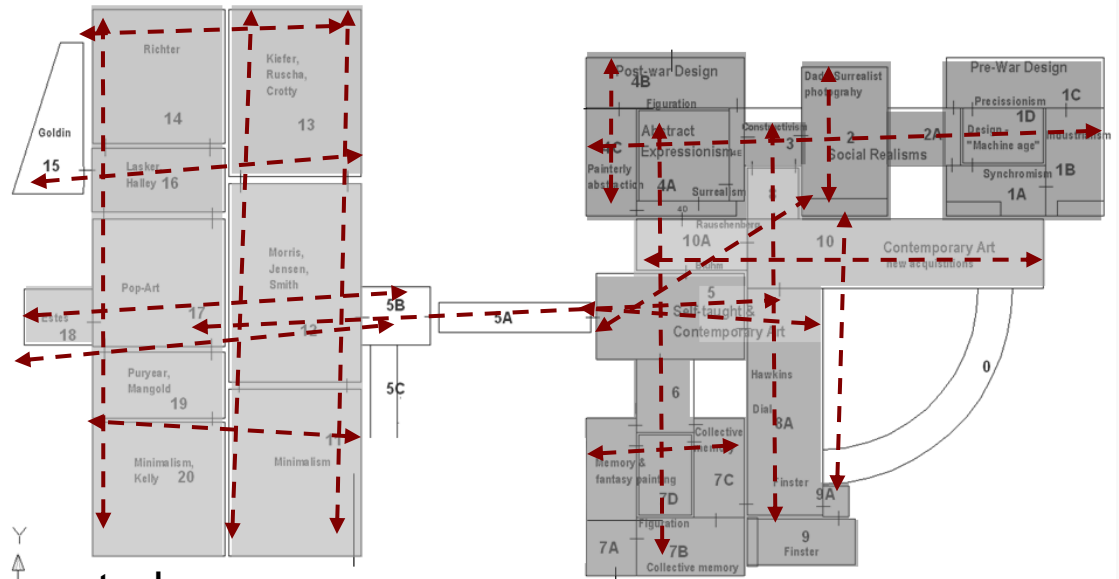 Richter
14
Kiefer,
Ruscha,
Crotty
13
Goldin
15
Lasker,
Halley 16
Morris,
Jensen,
Smith
12
Pop-Art
17
Estes
18
Puryear,
Mangold
19
Minimalism,
Kelly 20
11
Minimalism
5B
5A
5C
Y
Post-war Design
4B
Figuration
Abstract
Expressionism
4E
4C
Painterly
abstraction
4A
Surrealism
4D
Constructivism
3
8
Dada Surrealist
photograhy
2
2A
Social Realisms
Pre-War Design
1C
Precissionism
1D
Design -
"Machine age"
Industrialism
Synchromism
1B
1A
Rauschenberg
10A
10
Contemporary Art
new acquistions
5
Self-taught &
Contemporary Art
0
6
Hawkins
Dial
8A
Collective
memory
Memory &
fantasy painting
7C
7D
Finster
9A
Figuration
7A
7B
Collective memory
9
Finster